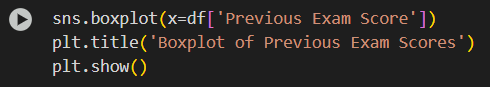 sns.boxplot(x=df['Previous Exam Score'])
plt.title('Boxplot of Previous Exam Scores')
plt.show()